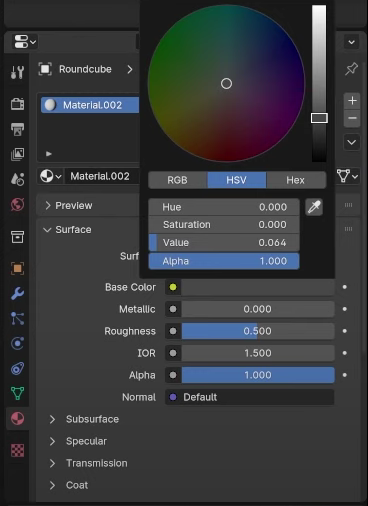 Roundcube
Material.002
Material.002
RGB HSV Hex
Hue 0.000
Saturation 0.000
Value 0.064
Alpha 1.000
Preview
Surface
Surf
Base Color
Metallic 0.000
Roughness 0.500
IOR 1.500
Alpha 1.000
Normal Default
Subsurface
Specular
Transmission
Coat